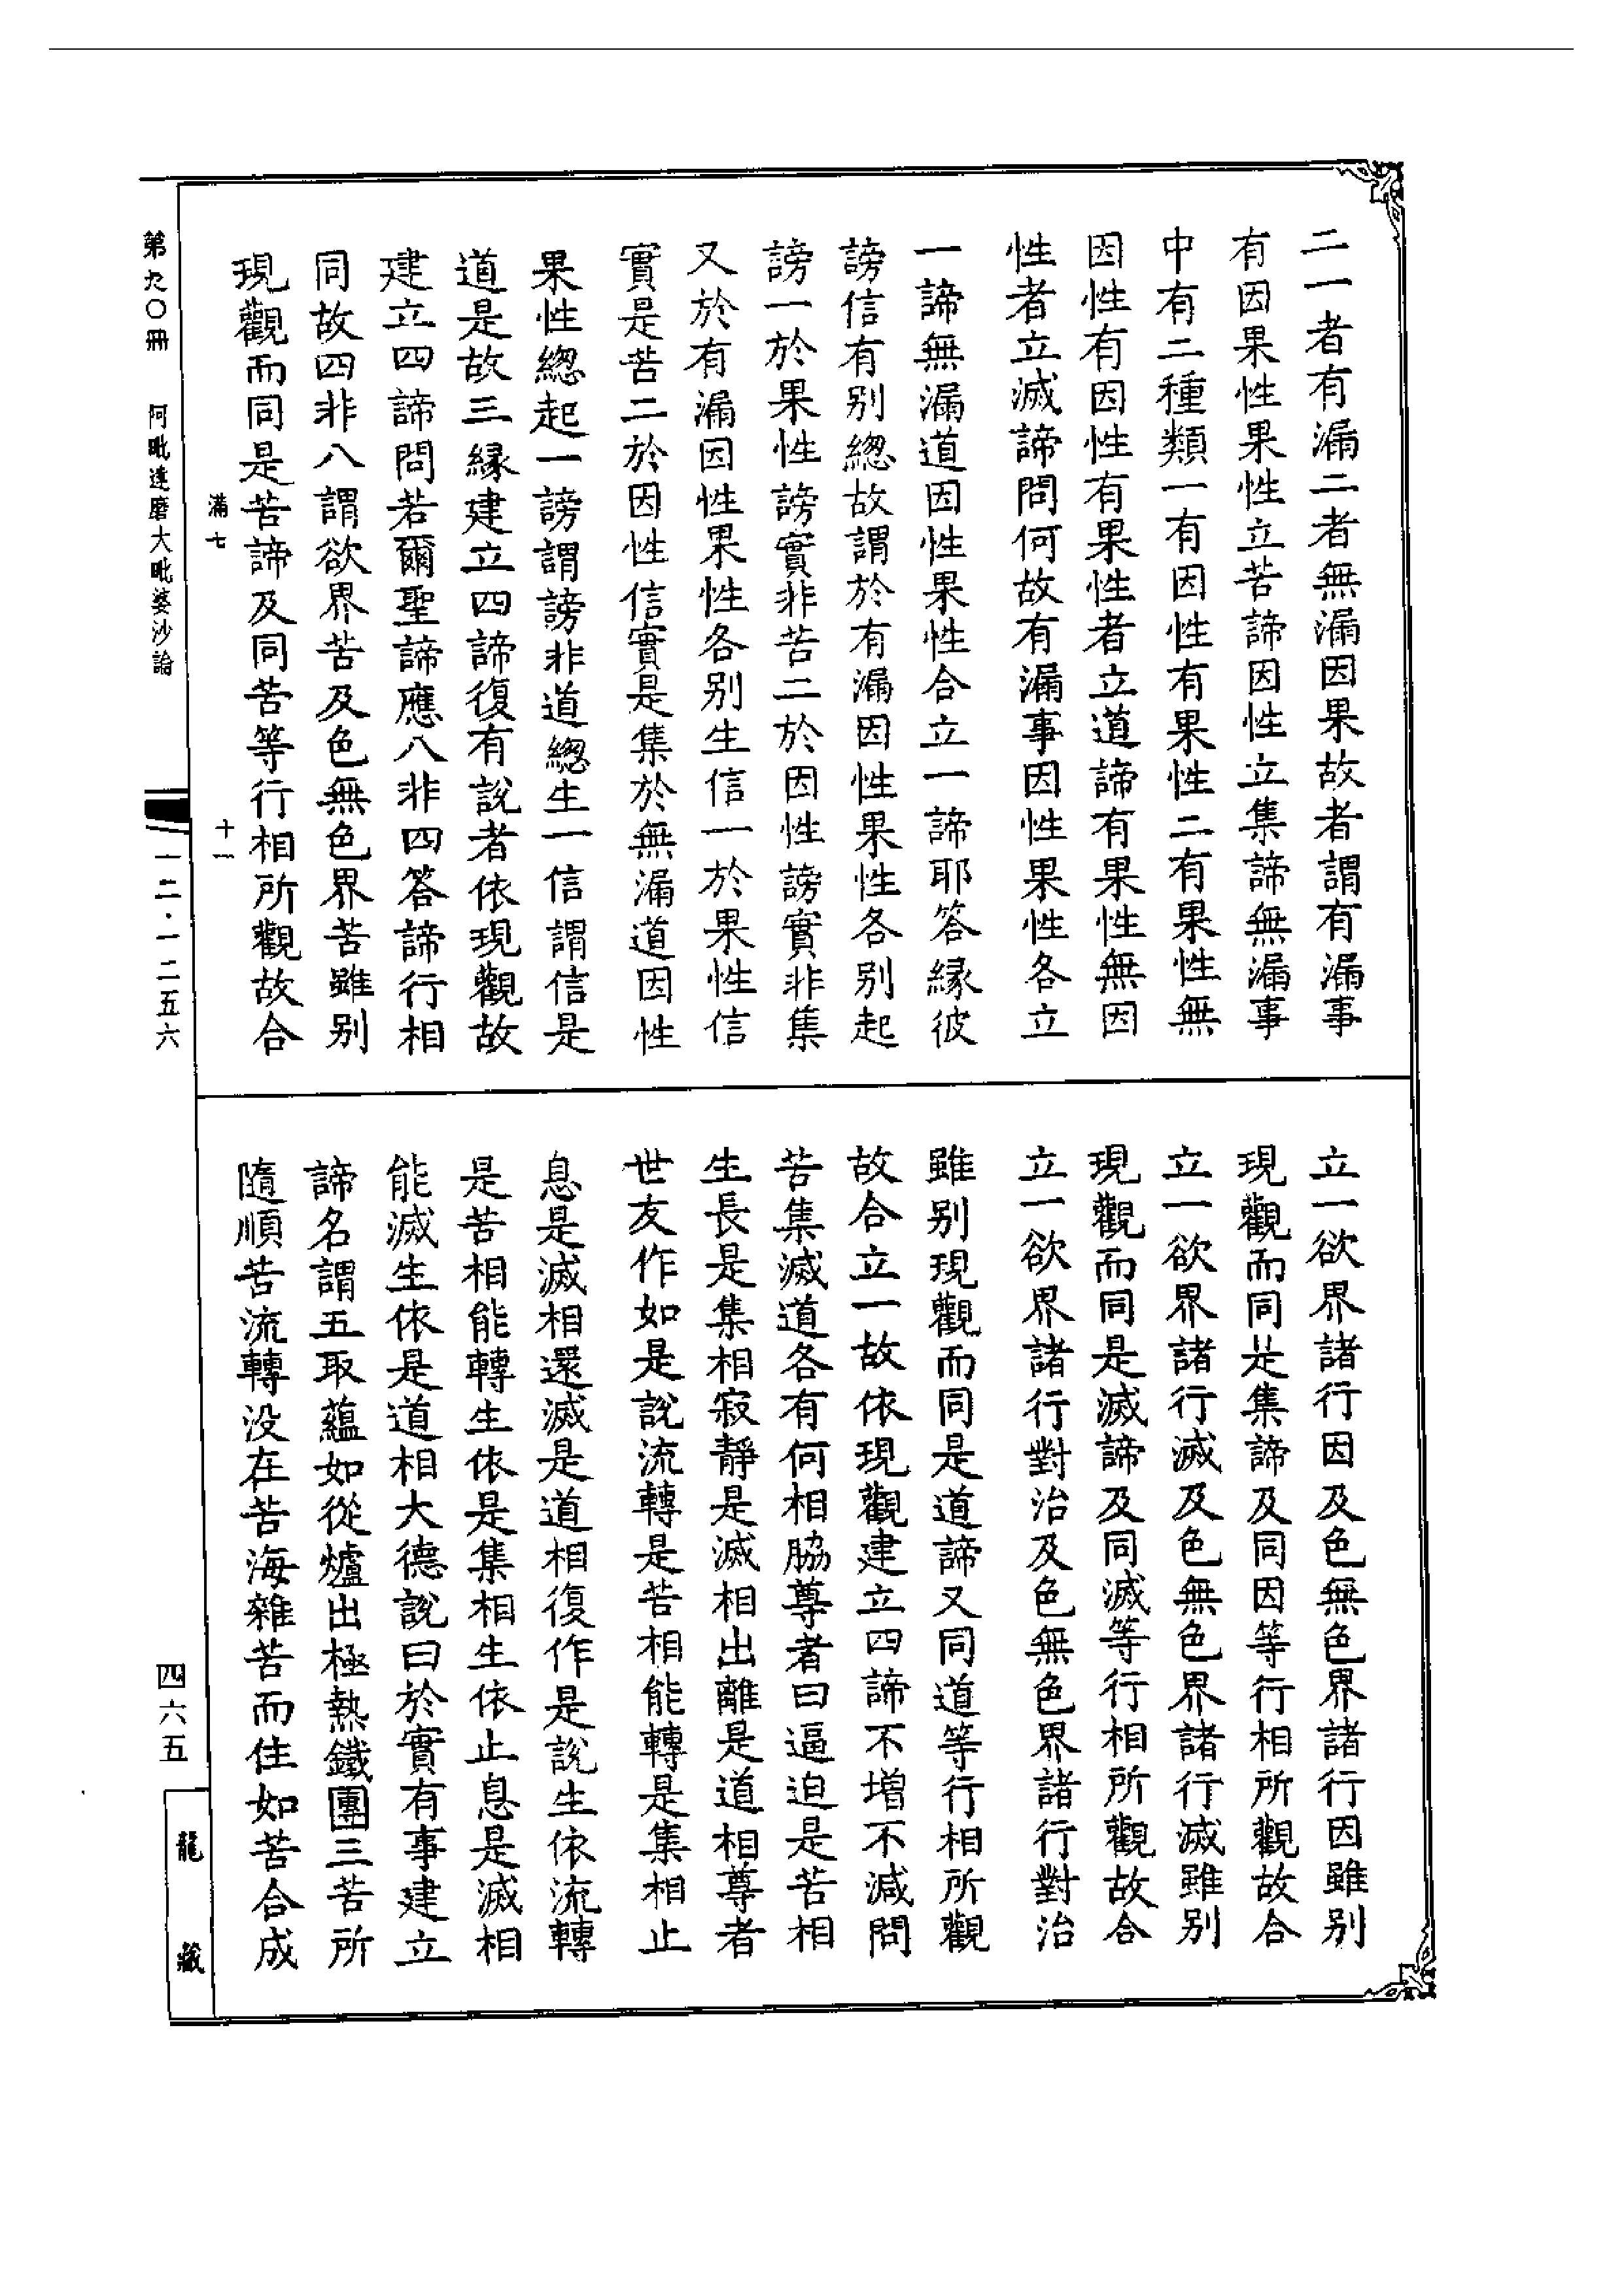 二一者有漏二者無漏因果故者謂有漏事
有因果性果性立苦諦因性立集諦無漏事
中有二種類一有因性有果性二有果性無
因性有因性有果性者立道諦有果性無因
性者立滅諦問何故有漏事因性果性各立
一諦無漏道因性果性合立一諦耶答緣彼
謗信有別總故謂於有漏因性果性各別起
謗一於果性謗實非苦二於因性謗實非集
又於有漏因性果性各別生信一於果性信
實是苦二於因性信實是集於無漏道因性
果性總起一謗謂謗非道總生一信謂信是
道是故三緣建立四諦復有說者依現觀故
建立四諦問若爾聖諦應八非四答諦行相
同故四非八謂欲界苦及色無色界苦雖別
現觀而同是苦諦及同苦等行相所觀故合
立一欲界諸行因及色無色界諸行因雖別
現觀而同是集諦及同因等行相所觀故合
立一欲界諸行滅及色無色界諸行滅雖別
現觀而同是滅諦及同滅等行相所觀故合
立一欲界諸行對治及色無色界諸行對治
雖別現觀而同是道諦又同道等行相所觀
故合立一故依現觀建立四諦不增不減問
苦集滅道各有何相脇尊者曰逼迫是苦相
生長是集相寂靜是滅相出離是道相尊者
世友作如是說流轉是苦相能轉是集相止
息是滅相還滅是道相復作是說生依流轉
是苦相能轉生依是集相生依止息是滅相
能滅生依是道相大德說曰於實有事建立
諦名謂五取蘊如從爐出極熱鐵團三苦所
隨順苦流轉沒在苦海雜苦而住如苦合成
滿七
十一
第九〇冊
阿毗達磨大毗婆沙論
一二·一二五六
四六五
龍藏